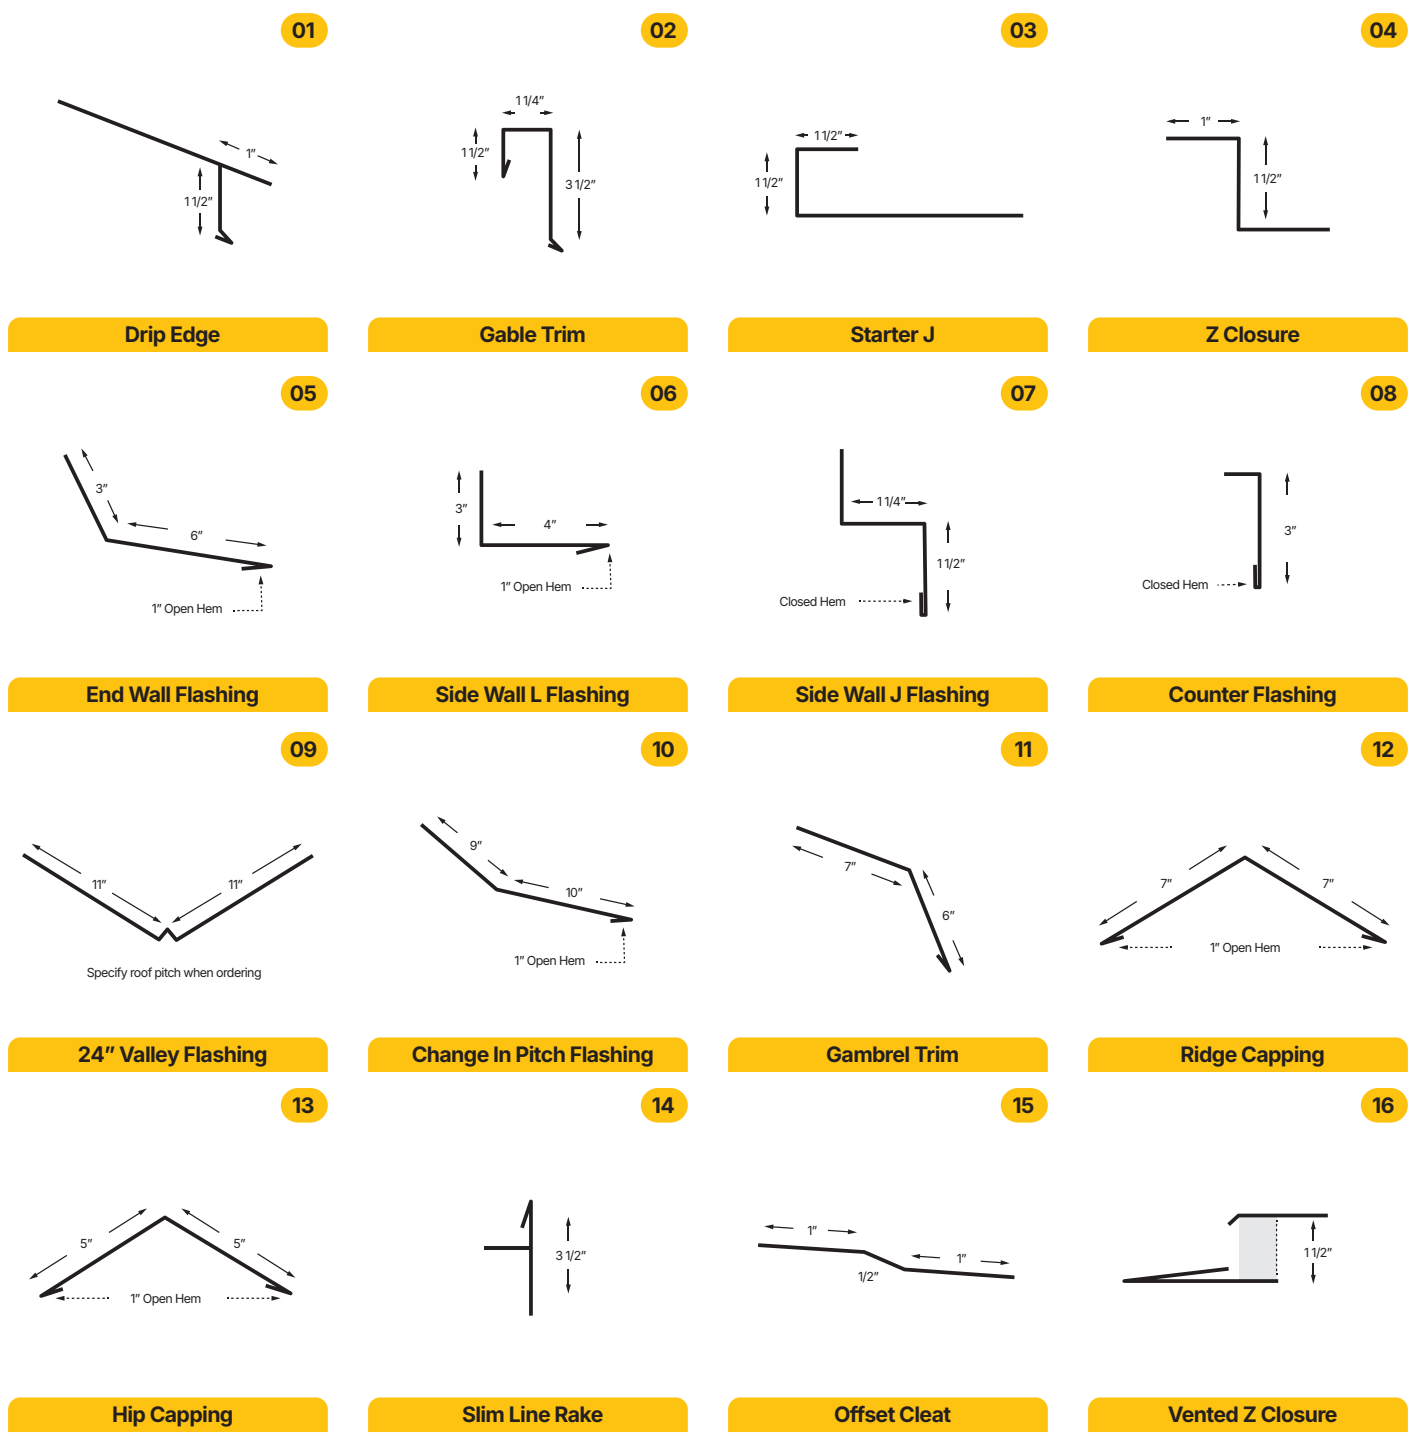 01
02
03
04
1"
1 1/2"
1 1/4"
1 1/2"
3 1/2"
1 1/2"
1 1/2"
1"
1 1/2"
Drip Edge
Gable Trim
Starter J
Z Closure
05
06
07
08
3"
6"
1" Open Hem
3"
4"
1" Open Hem
1 1/4"
1 1/2"
Closed Hem
3"
Closed Hem
End Wall Flashing
Side Wall L Flashing
Side Wall J Flashing
Counter Flashing
09
10
11
12
11"
11"
Specify roof pitch when ordering
9"
10"
1" Open Hem
7"
6"
7"
7"
1" Open Hem
24" Valley Flashing
Change In Pitch Flashing
Gambrel Trim
Ridge Capping
13
14
15
16
5"
5"
1" Open Hem
3 1/2"
1"
1/2"
1"
1 1/2"
Hip Capping
Slim Line Rake
Offset Cleat
Vented Z Closure